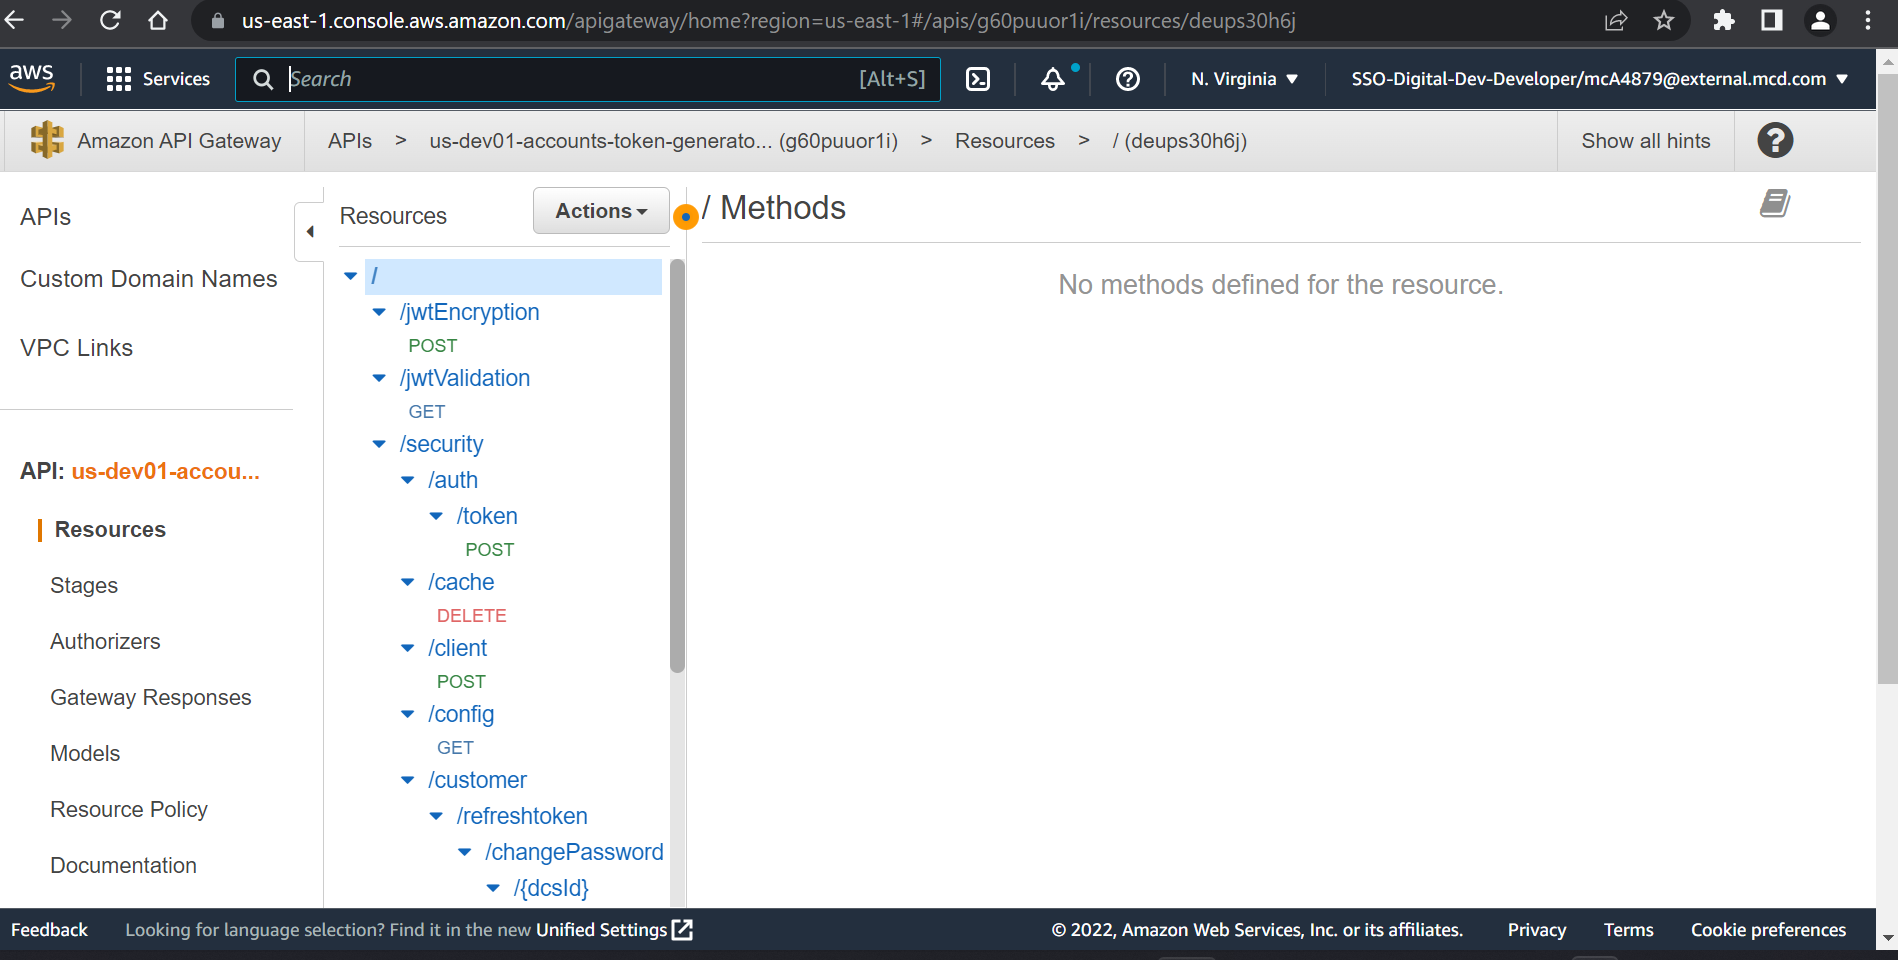 us-east-1.console.aws.amazon.com/apigateway/home?region=us-east-1#/apis/g60puuor1i/resources/deups30h6j
aws Services Search [Alt+S] N. Virginia SSO-Digital-Dev-Developer/mcA4879@external.mcd.com
Amazon API Gateway APIs > us-dev01-accounts-token-generato... (g60puuor1i) > Resources > / (deups30h6j) Show all hints ?
APIs
Custom Domain Names
VPC Links
API: us-dev01-accou...
Resources
Stages
Authorizers
Gateway Responses
Models
Resource Policy
Documentation
Resources Actions
/
/jwtEncryption
POST
/jwtValidation
GET
/security
/auth
/token
POST
/cache
DELETE
/client
POST
/config
GET
/customer
/refreshtoken
/changePassword
/{dcsId}
/ Methods
No methods defined for the resource.
Feedback Looking for language selection? Find it in the new Unified Settings © 2022, Amazon Web Services, Inc. or its affiliates. Privacy Terms Cookie preferences